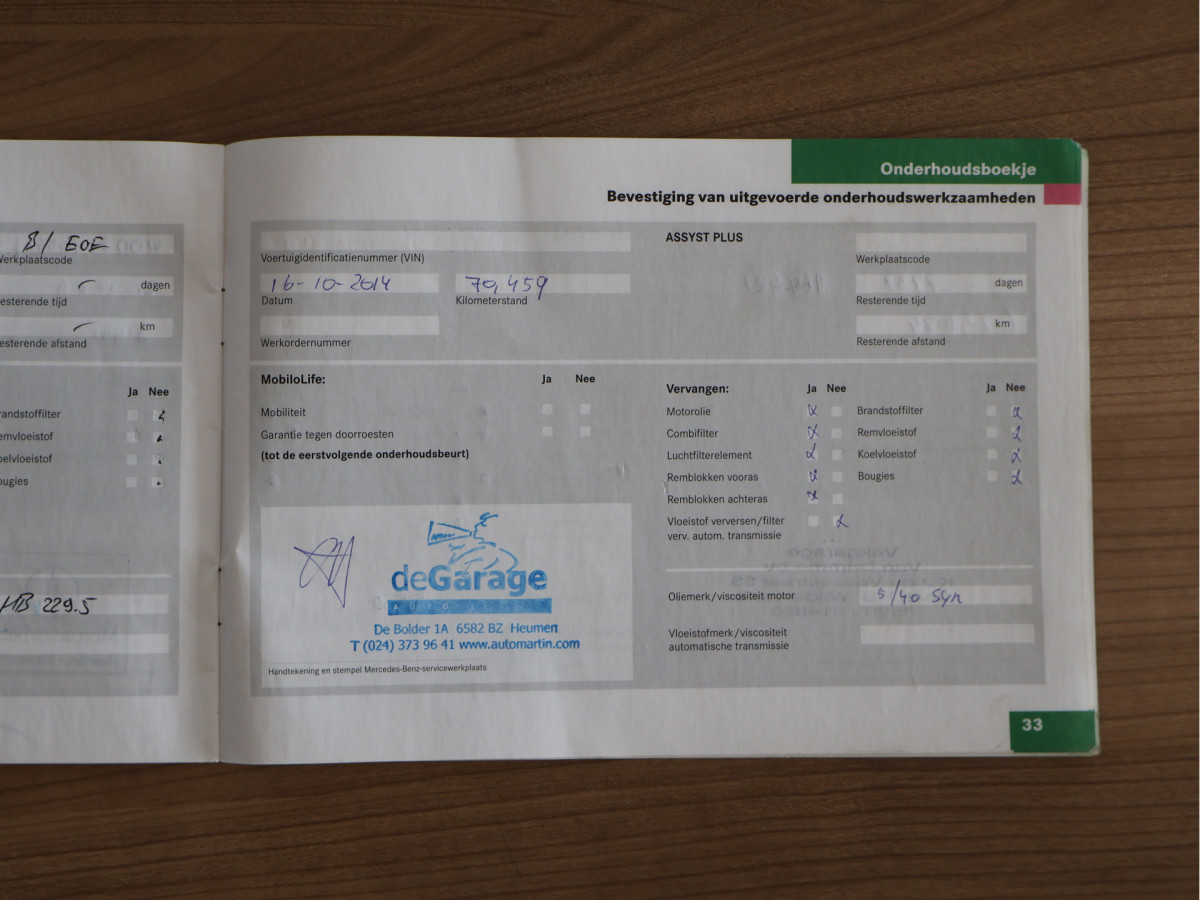 B/EOE
Werkplaatscode
dagen
Resterende tijd
km
Resterende afstand
Ja Nee
Brandstoffilter
Remvloeistof
Koelvloeistof
Bougies
MB 229.5
Onderhoudsboekje
Bevestiging van uitgevoerde onderhoudswerkzaamheden
Voertuigidentificatienummer (VIN)
16-10-2014 70,459
Datum Kilometerstand
Werkordernummer
ASSYST PLUS
Werkplaatscode
dagen
Resterende tijd
km
Resterende afstand
MobiloLife: Ja Nee
Mobiliteit
Garantie tegen doorroesten
(tot de eerstvolgende onderhoudsbeurt)
deGarage
De Bolder 1A 6582 BZ Heumen
T (024) 373 96 41 www.automartin.com
Handtekening en stempel Mercedes-Benz-servicewerkplaats
Vervangen: Ja Nee Ja Nee
Motorolie x Brandstoffilter x
Combifilter x Remvloeistof x
Luchtfilterelement x Koelvloeistof x
Remblokken vooras x Bougies x
Remblokken achteras x
Vloeistof verversen/filter x
verv. autom. transmissie
Oliemerk/viscositeit motor 5/40 Syn
Vloeistofmerk/viscositeit
automatische transmissie
33